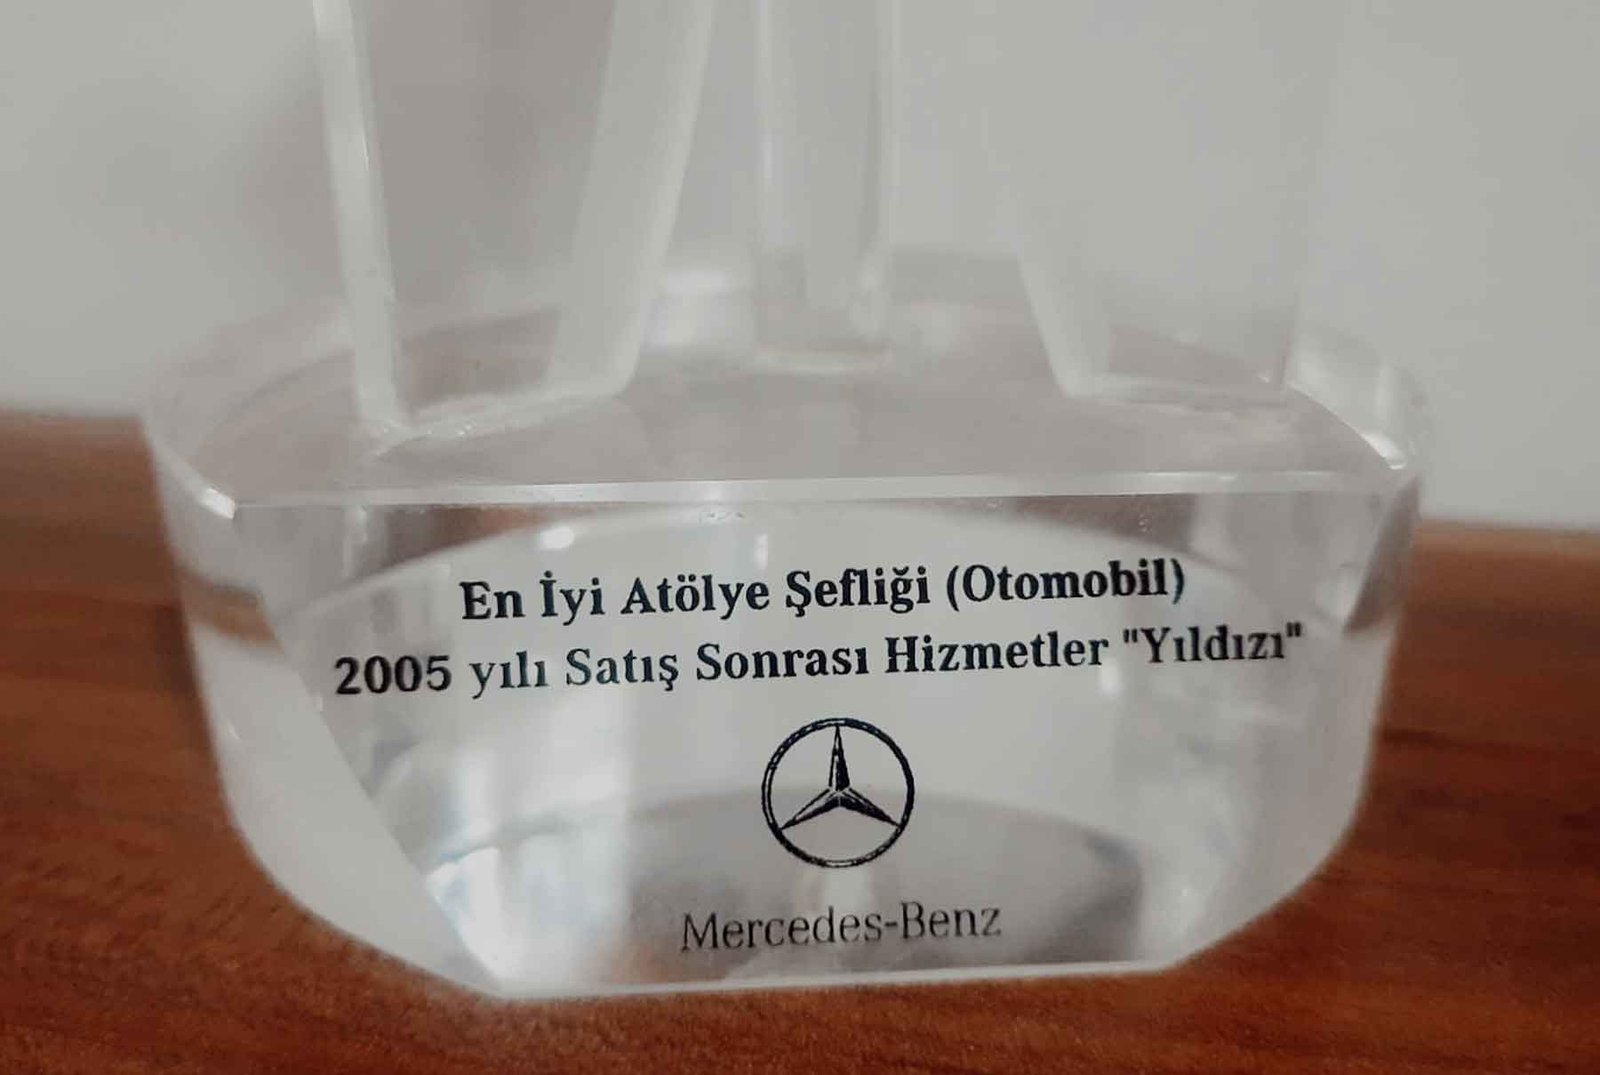 En İyi Atölye Şefliği (Otomobil)
2005 yılı Satış Sonrası Hizmetler "Yıldızı"
Mercedes-Benz